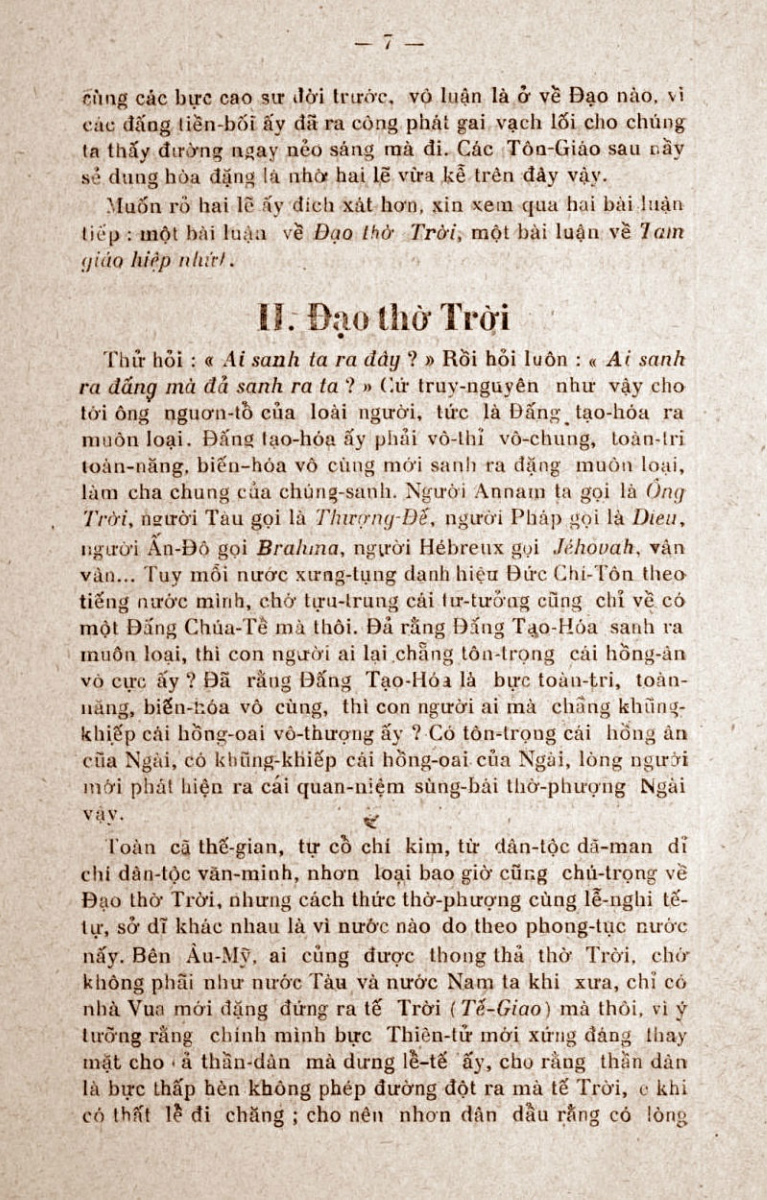 — 7 —
cùng các bực cao sư đời trước, vô luận là ở về Đạo nào, vì
các đấng tiền-bối ấy đã ra công phát gai vạch lối cho chúng
ta thấy đường ngay nẻo sáng mà đi. Các Tôn-Giáo sau nầy
sẻ dung hòa đặng là nhờ hai lẽ vừa kể trên đây vậy.
Muốn rỏ hai lẽ ấy đích xát hơn, xin xem qua hai bài luận
tiếp : một bài luận về Đạo thờ Trời, một bài luận về Tam
giáo hiệp nhứt.
II. Đạo thờ Trời
Thử hỏi : « Ai sanh ta ra đây ? » Rồi hỏi luôn : « Ai sanh
ra đấng mà đả sanh ra ta ? » Cứ truy-nguyên như vậy cho
tới ông nguơn-tổ của loài người, tức là Đấng tạo-hóa ra
muôn loại. Đấng tạo-hóa ấy phải vô-thỉ vô-chung, toàn-tri
toàn-năng, biến-hóa vô cùng mới sanh ra đặng muôn loại,
làm cha chung của chúng-sanh. Người Annam ta gọi là Ông
Trời, người Tàu gọi là Thượng-Đế, người Pháp gọi là Dieu,
người Ấn-Đô gọi Brahma, người Hébreux gọi Jéhovah, vân
vân... Tuy mổi nước xưng-tụng danh hiệu Đức Chí-Tôn theo
tiếng nước mình, chớ tựu-trung cái tư-tưởng cũng chỉ về có
một Đấng Chúa-Tể mà thôi. Đả rằng Đấng Tạo-Hóa sanh ra
muôn loại, thì con người ai lại chẵng tôn-trọng cái hồng-ân
vô cực ấy ? Đã rằng Đấng Tạo-Hóa là bực toàn-tri, toàn-
năng, biến-hóa vô cùng, thì con người ai mà chẵng khũng-
khiếp cái hồng-oai vô-thượng ấy ? Có tôn-trọng cái hồng ân
cũa Ngài, có khũng-khiếp cái hồng-oai của Ngài, lòng người
mới phát hiện ra cái quan-niệm sùng-bái thờ-phượng Ngài
vậy.
Toàn cã thế-gian, tự cổ chí kim, từ dân-tộc dã-man dĩ
chí dân-tộc văn-minh, nhơn loại bao giờ cũng chú-trọng về
Đạo thờ Trời, nhưng cách thức thờ-phượng cùng lễ-nghi tế-
tự, sở dĩ khác nhau là vì nước nào do theo phong-tục nước
nấy. Bên Âu-Mỹ, ai cũng được thong thả thờ Trời, chớ
không phãi như nước Tàu và nước Nam ta khi xưa, chỉ có
nhà Vua mới đặng đứng ra tế Trời (Tế-Giao) mà thôi, vì ý
tưởng rằng chính mình bực Thiên-tử mới xứng đáng thay
mặt cho thần-dân mà dưng lễ-tế ấy, cho rằng thần dân
là bực thấp hèn không phép đường đột ra mà tế Trời, e khi
có thất lễ đi chăng ; cho nên nhơn dân dầu rằng có lòng